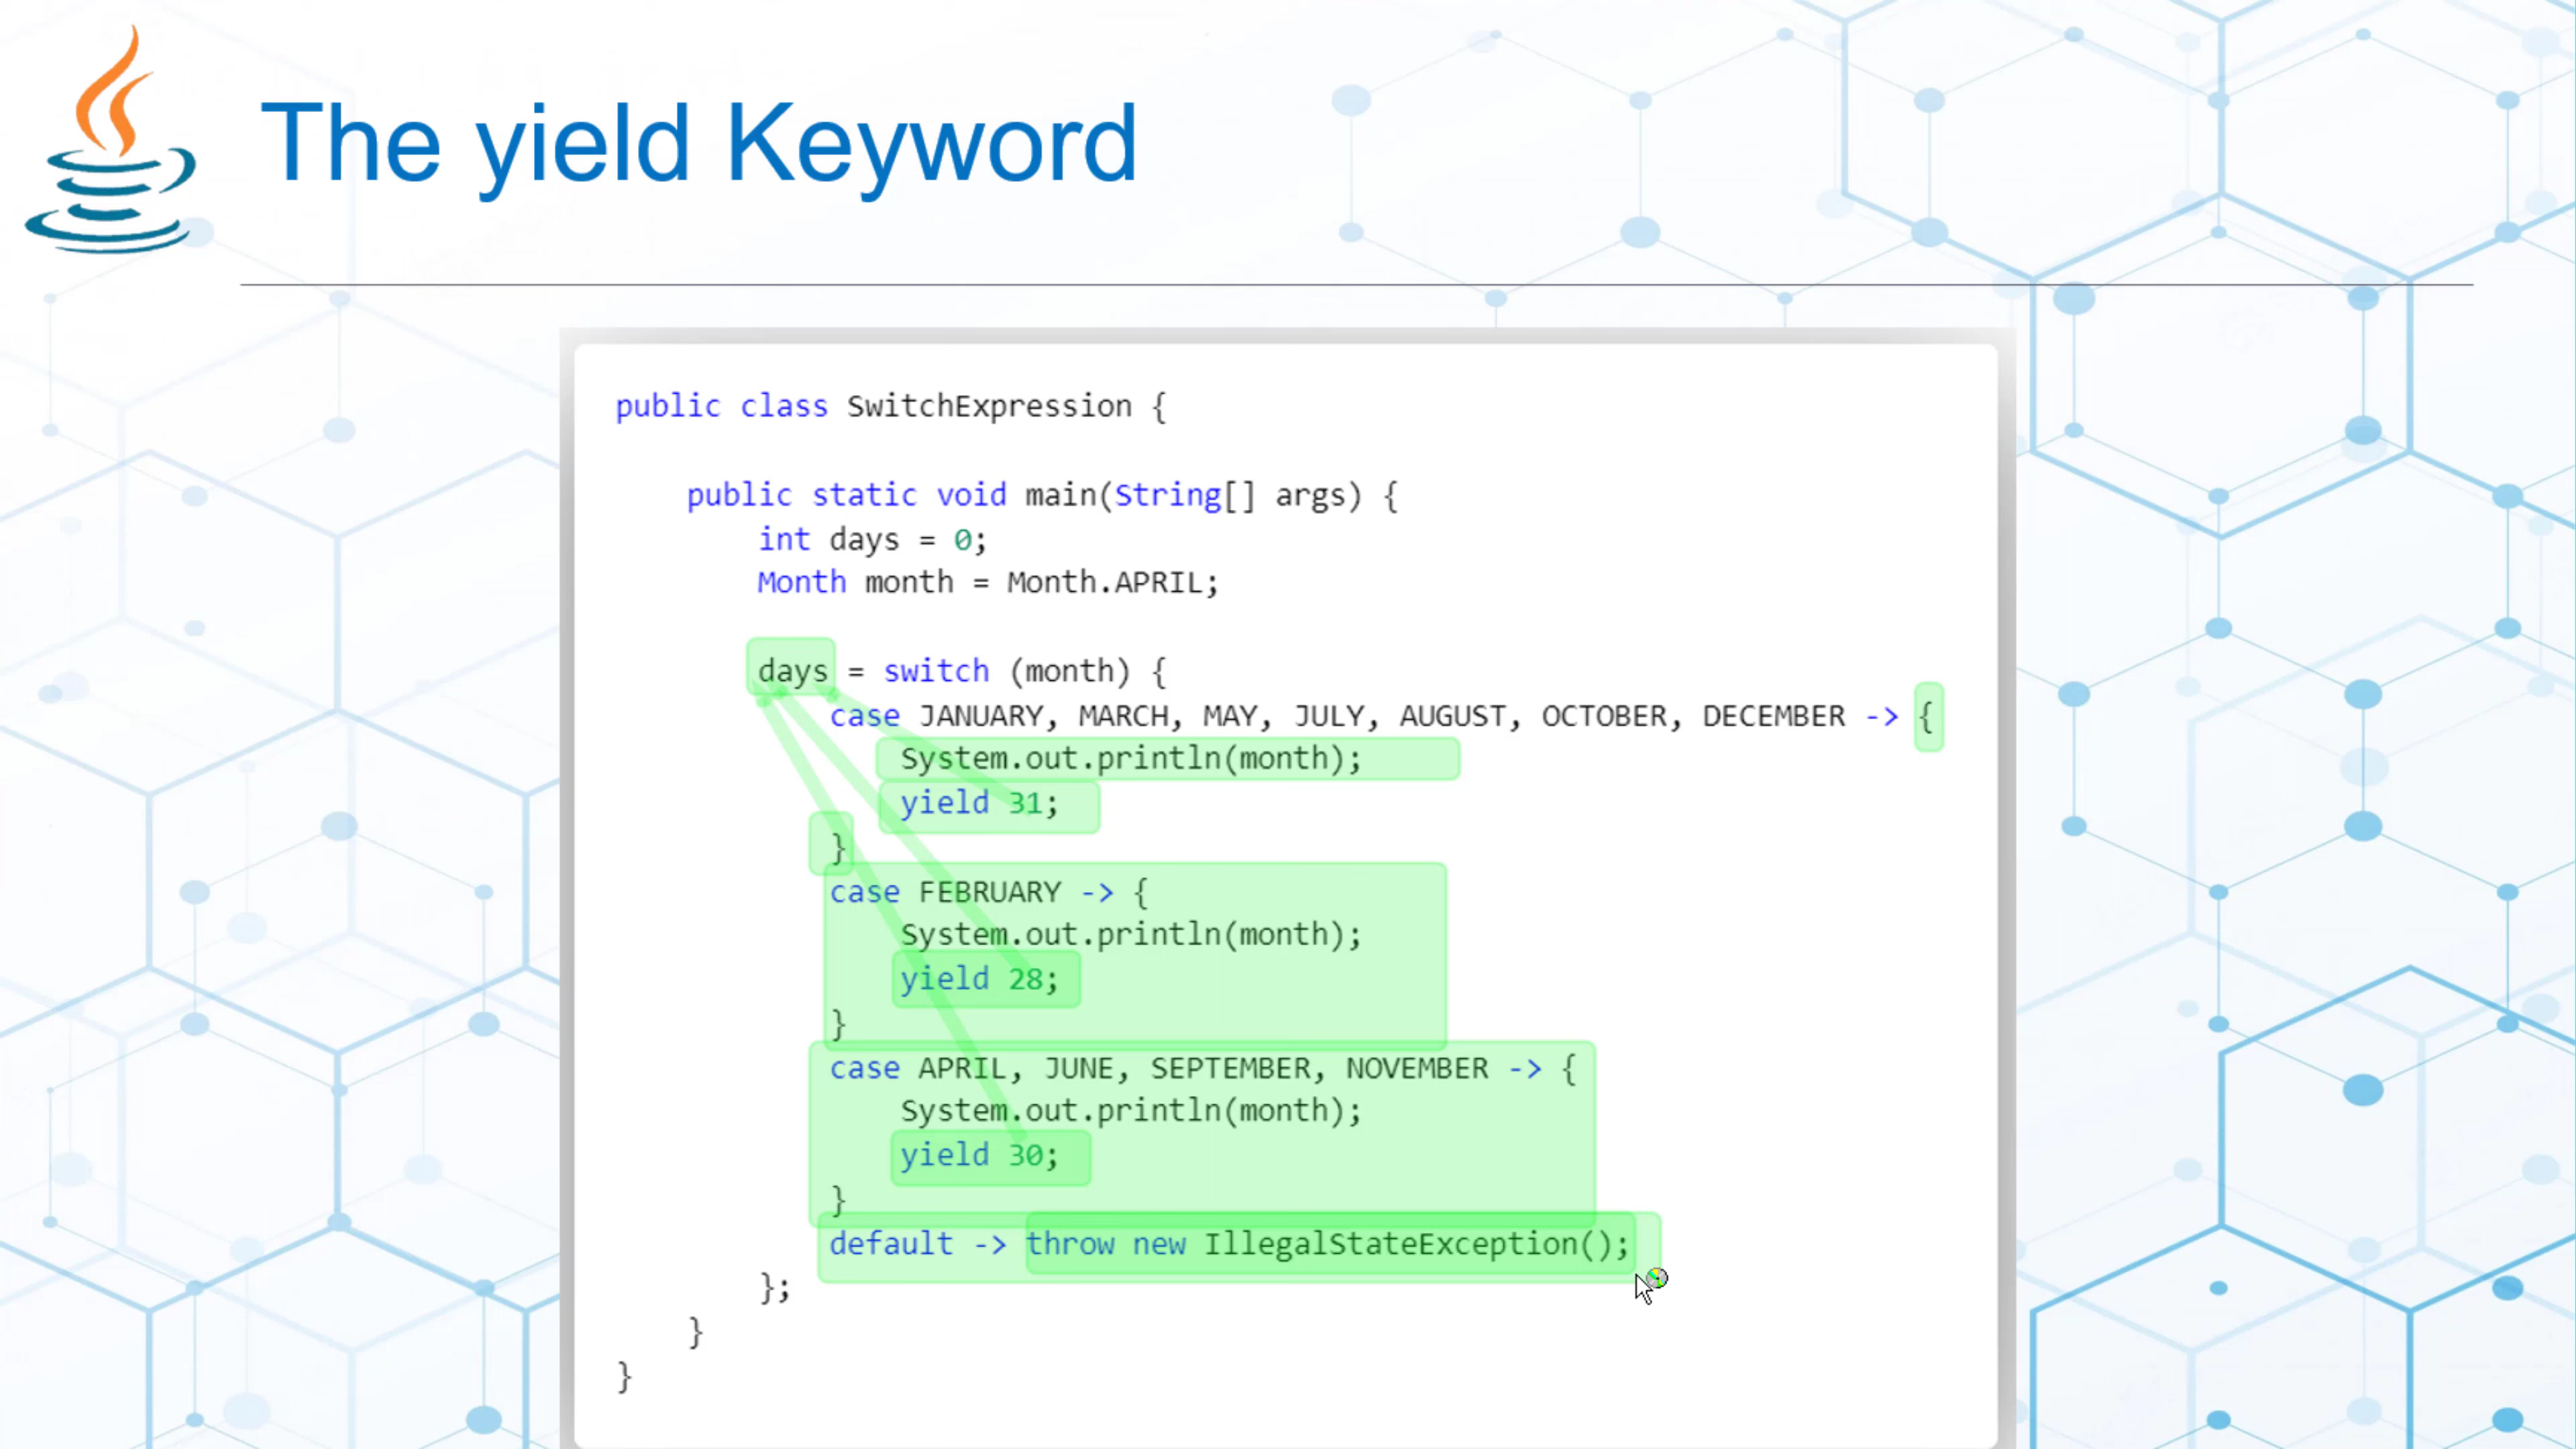 The yield Keyword
public class SwitchExpression {
public static void main(String[] args) {
int days = 0;
Month month = Month.APRIL;
days = switch (month) {
case JANUARY, MARCH, MAY, JULY, AUGUST, OCTOBER, DECEMBER -> {
System.out.println(month);
yield 31;
}
case FEBRUARY -> {
System.out.println(month);
yield 28;
}
case APRIL, JUNE, SEPTEMBER, NOVEMBER -> {
System.out.println(month);
yield 30;
}
default -> throw new IllegalStateException();
};
}
}